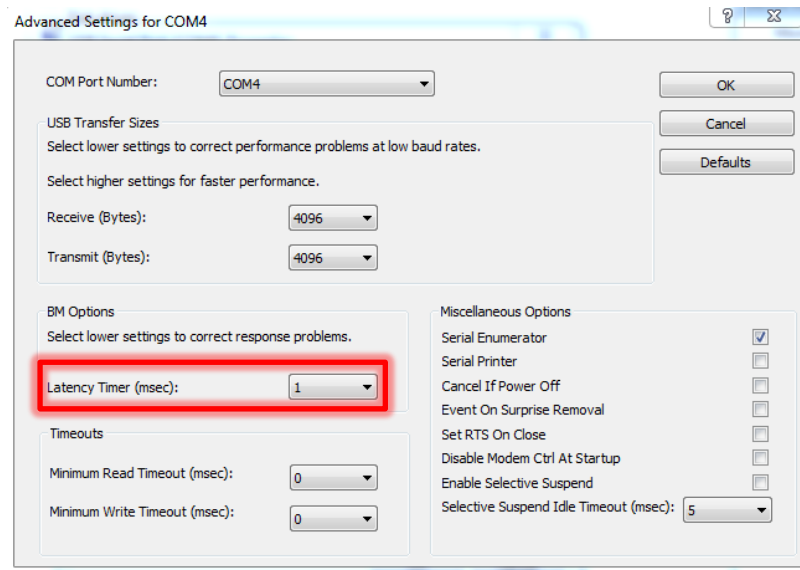 Advanced Settings for COM4
COM Port Number: COM4
OK
USB Transfer Sizes
Cancel
Select lower settings to correct performance problems at low baud rates.
Defaults
Select higher settings for faster performance.
Receive (Bytes): 4096
Transmit (Bytes): 4096
BM Options
Select lower settings to correct response problems.
Latency Timer (msec): 1
Timeouts
Minimum Read Timeout (msec): 0
Minimum Write Timeout (msec): 0
Miscellaneous Options
Serial Enumerator
Serial Printer
Cancel If Power Off
Event On Surprise Removal
Set RTS On Close
Disable Modem Ctrl At Startup
Enable Selective Suspend
Selective Suspend Idle Timeout (msec): 5